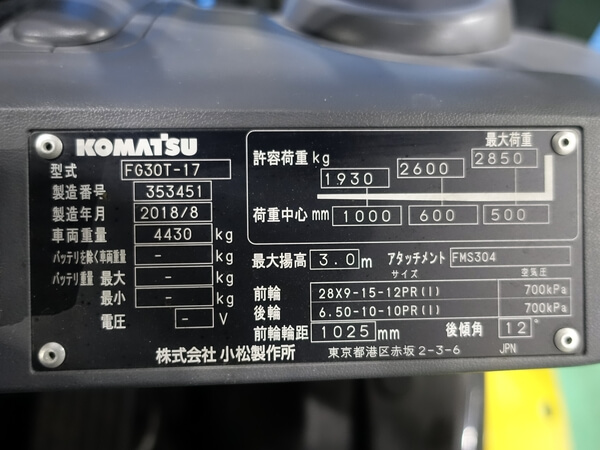 KOMATSU
型式 FG30T-17
製造番号 353451
製造年月 2018/8
車両重量 4430 kg
バッテリを除く車両重量 - kg
バッテリ重量 最大 - kg
最小 - kg
電圧 - V
最大荷重
許容荷重 kg 1930 2600 2850
荷重中心 mm 1000 600 500
最大揚高 3.0 m アタッチメント FMS304
サイズ 空気圧
前輪 28X9-15-12PR(I) 700kPa
後輪 6.50-10-10PR(I) 700kPa
前輪輪距 1025 mm 後傾角 12°
株式会社 小松製作所 東京都港区赤坂2-3-6 JPN